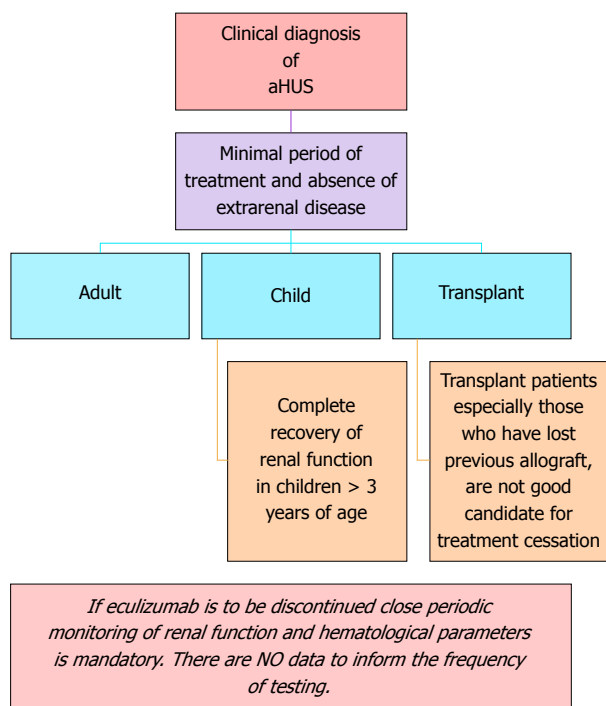 Clinical diagnosis
of
aHUS
Minimal period of
treatment and absence of
extrarenal disease
Adult
Child
Transplant
Complete
recovery of
renal function
in children > 3
years of age
Transplant patients
especially those
who have lost
previous allograft,
are not good
candidate for
treatment cessation
If eculizumab is to be discontinued close periodic
monitoring of renal function and hematological parameters
is mandatory. There are NO data to inform the frequency
of testing.